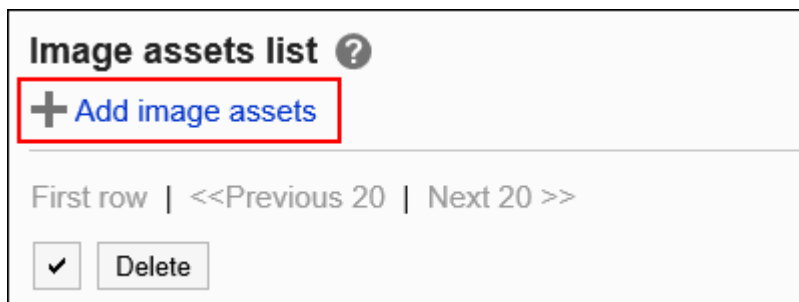 Image assets list ?
+ Add image assets
First row | <<Previous 20 | Next 20 >>
✔ Delete